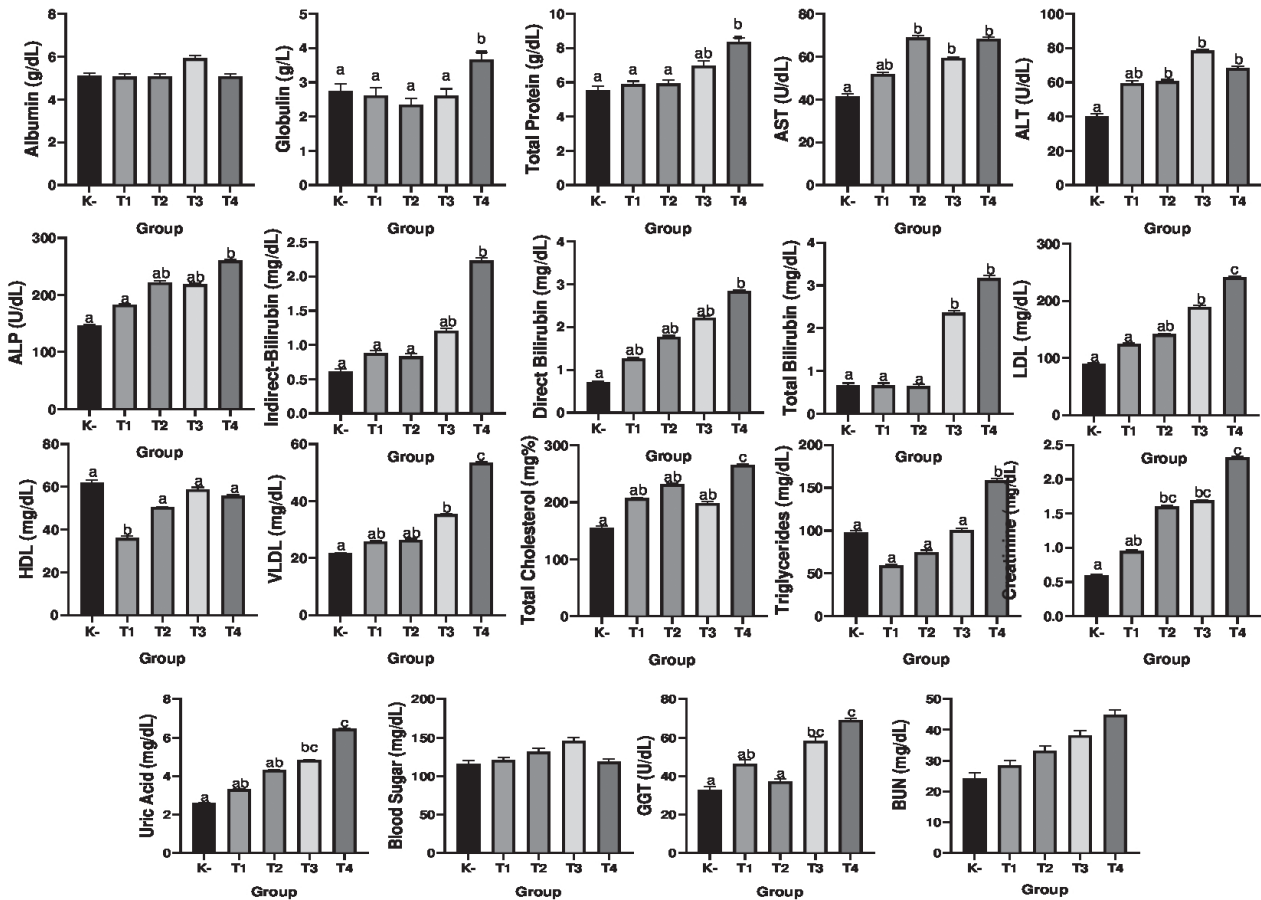 Albumin (g/dL)
8
6
4
2
0
K- T1 T2 T3 T4
Group
Globulin (g/L)
5
4
3
2
1
0
a a a a b
K- T1 T2 T3 T4
Group
Total Protein (g/dL)
10
8
6
4
2
0
a a a ab b
K- T1 T2 T3 T4
Group
AST (U/dL)
80
60
40
20
0
a ab b b b
K- T1 T2 T3 T4
Group
ALT (U/dL)
100
80
60
40
20
0
a ab b b b
K- T1 T2 T3 T4
Group
ALP (U/dL)
300
200
100
0
a a ab ab b
K- T1 T2 T3 T4
Group
Indirect-Bilirubin (mg/dL)
2.5
2.0
1.5
1.0
0.5
0.0
a a a ab b
K- T1 T2 T3 T4
Group
Direct Bilirubin (mg/dL)
4
3
2
1
0
a ab ab ab b
K- T1 T2 T3 T4
Group
Total Bilirubin (mg/dL)
4
3
2
1
0
a a a b b
K- T1 T2 T3 T4
Group
LDL (mg/dL)
300
200
100
0
a a ab b c
K- T1 T2 T3 T4
Group
HDL (mg/dL)
80
60
40
20
0
a b a a a
K- T1 T2 T3 T4
Group
VLDL (mg/dL)
60
40
20
0
a ab ab b c
K- T1 T2 T3 T4
Group
Total Cholesterol (mg%)
300
250
200
150
100
50
0
a ab ab ab c
K- T1 T2 T3 T4
Group
Triglycerides (mg/dL)
200
150
100
50
0
a a a a b
K- T1 T2 T3 T4
Group
Creatinine (mg/dL)
2.5
2.0
1.5
1.0
0.5
0.0
a ab bc bc c
K- T1 T2 T3 T4
Group
Uric Acid (mg/dL)
8
6
4
2
0
a ab ab bc c
K- T1 T2 T3 T4
Group
Blood Sugar (mg/dL)
200
150
100
50
0
K- T1 T2 T3 T4
Group
GGT (U/dL)
80
60
40
20
0
a ab a bc c
K- T1 T2 T3 T4
Group
BUN (mg/dL)
50
40
30
20
10
0
K- T1 T2 T3 T4
Group